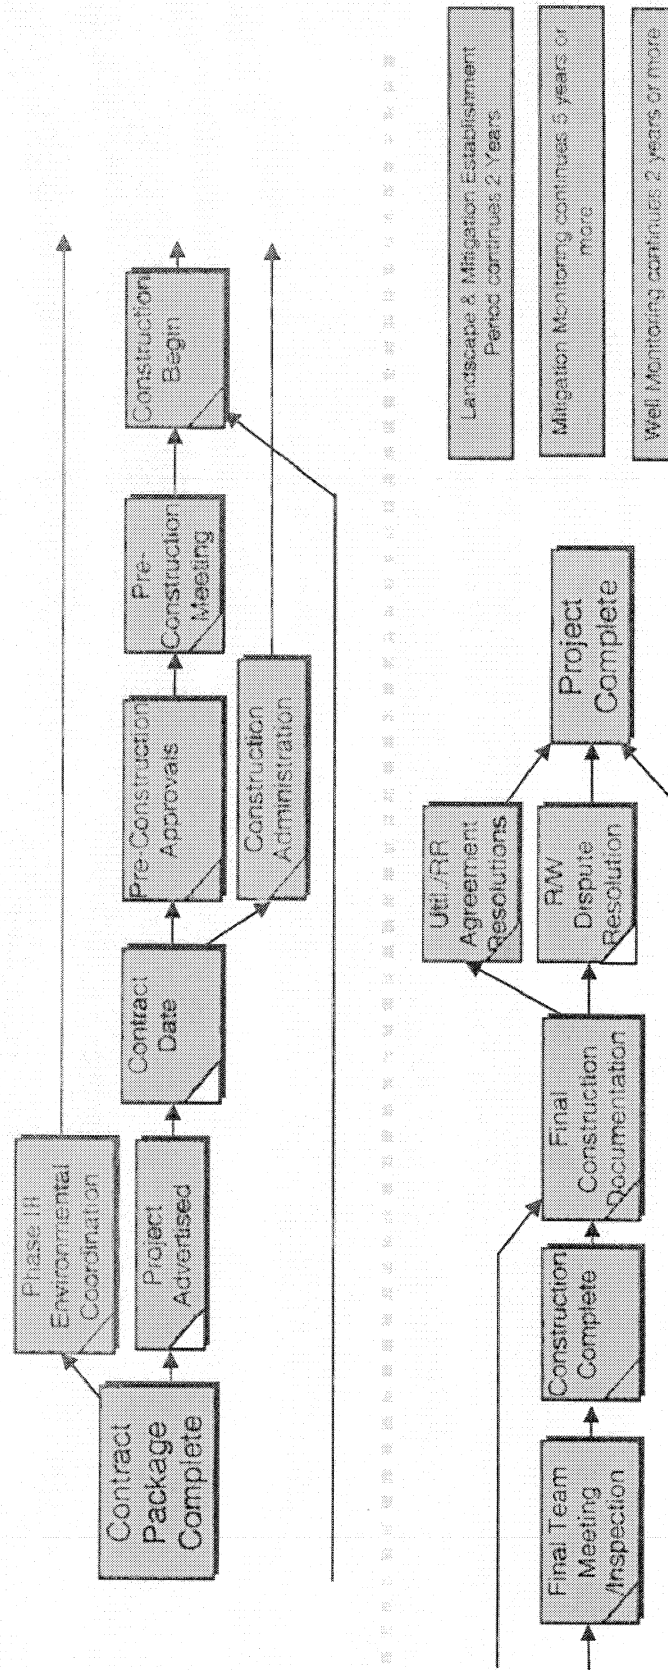 Phase III
Environmental
Coordination
Contract
Package
Complete
Project
Advertised
Contract
Date
Pre-Construction
Approvals
Pre-
Construction
Meeting
Construction
Begin
Construction
Administration
Final Team
Meeting
/Inspection
Construction
Complete
Final
Construction
Documentation
Util./RR
Agreement
Resolutions
R/W
Dispute
Resolution
Project
Complete
Landscape & Mitigation Establishment
Period continues 2 Years
Mitigation Monitoring continues 5 years or
more
Well Monitoring continues 2 years or more